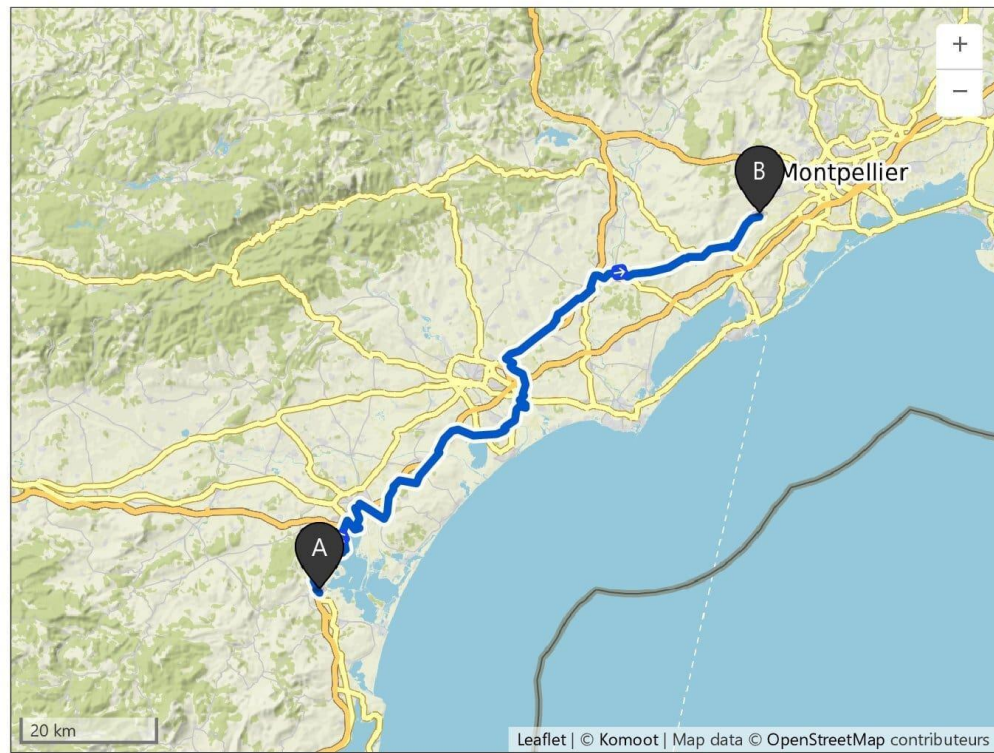 +
−
B
Montpellier
A
20 km
Leaflet | © Komoot | Map data © OpenStreetMap contributeurs